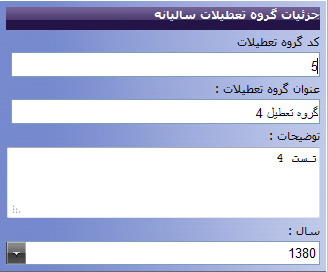 جزئیات گروه تعطیلات سالیانه
کد گروه تعطیلات
5
عنوان گروه تعطیلات :
گروه تعطیل 4
توضیحات :
تست 4
سال :
1380